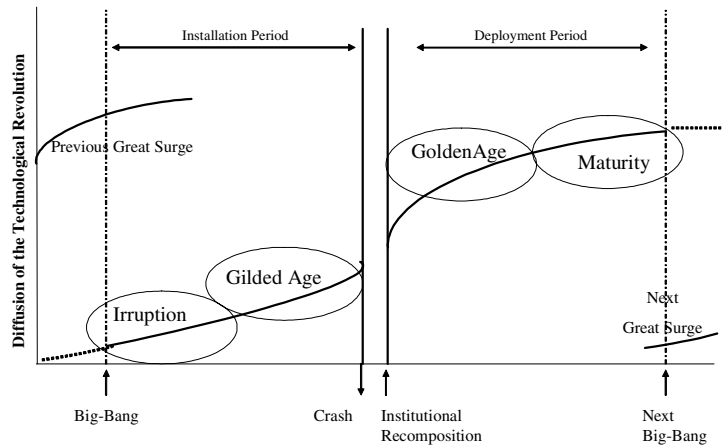 Installation Period
Deployment Period
Diffusion of the Technological Revolution
Previous Great Surge
GoldenAge
Maturity
Gilded Age
Irruption
Next
Great Surge
Big-Bang
Crash
Institutional
Recomposition
Next
Big-Bang